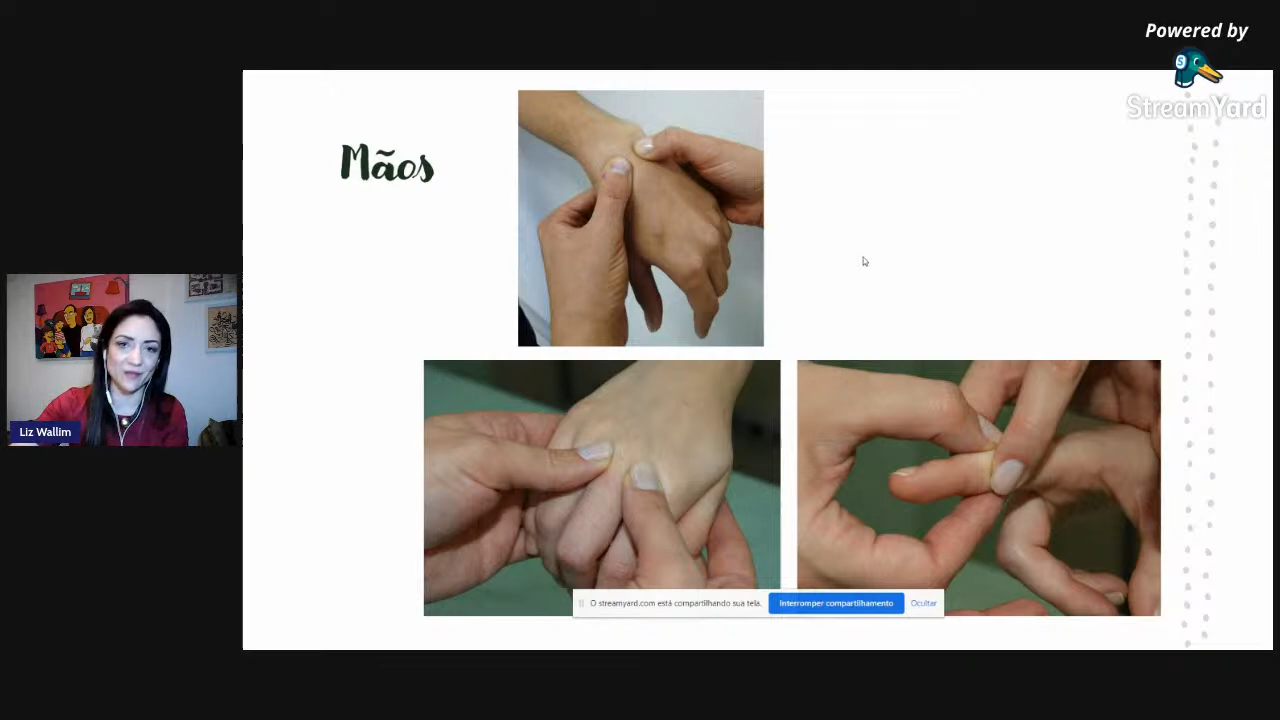 Powered by
S
StreamYard
Mãos
Liz Wallim
O streamyard.com está compartilhando sua tela. Interromper compartilhamento Ocultar